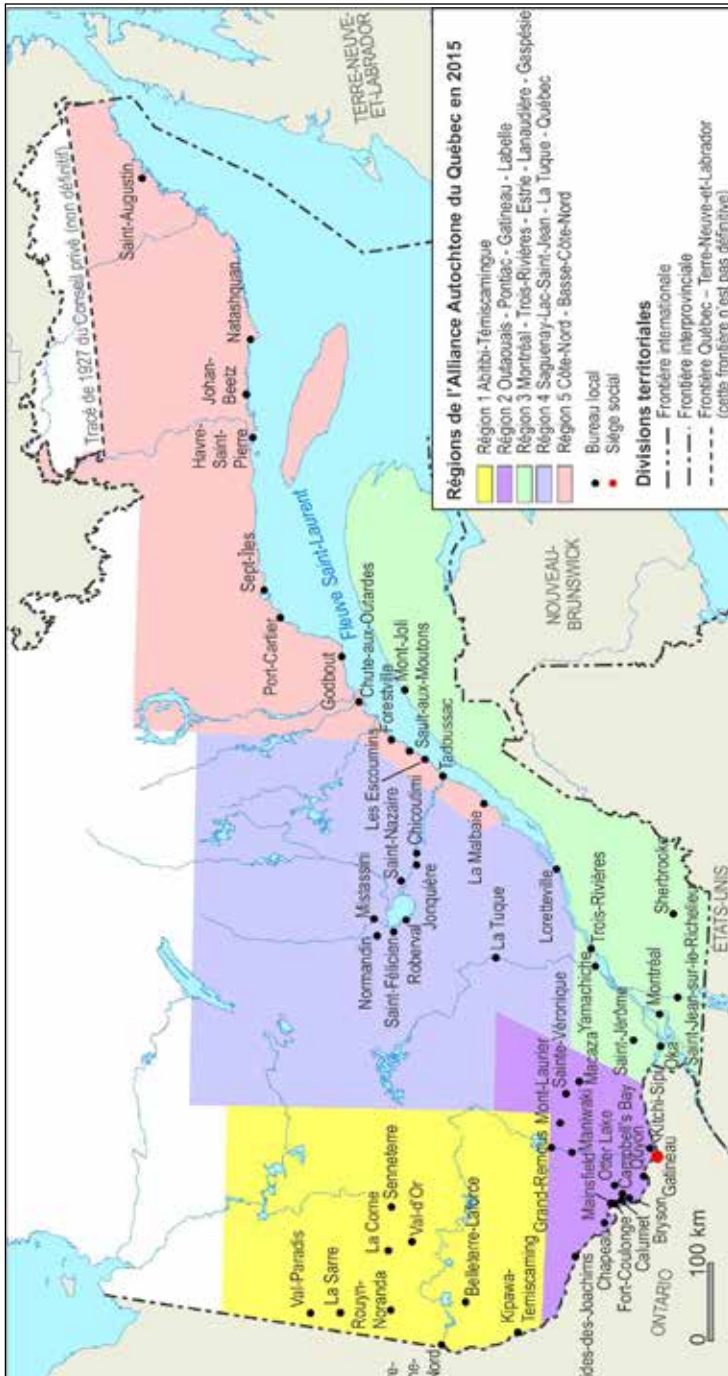 TERRE-NEUVE-
ET-LABRADOR
Tracé de 1927 du Conseil privé (non définitif)
Saint-Augustin
Natashquan
Johan-
Beetz
Havre-
Saint-
Pierre
Sept-Îles
Port-Cartier
Fleuve Saint-Laurent
Godbout
Chute-aux-Outardes
Mont-Joli
Forestville
Sault-aux-Moutons
Les Escoumins
Tadoussac
Saint-Nazaire
Chicoutimi
La Malbaie
Mistassini
Normandin
Saint-Félicien
Roberval
Jonquière
La Tuque
Loretteville
NOUVEAU-
BRUNSWICK
Trois-Rivières
Yamachiche
Sherbrooke
ÉTATS-UNIS
Saint-Jean-sur-le-Richelieu
Montréal
Saint-Jérôme
Oka
Sainte-Véronique
Macaza
Mont-Laurier
Grand-Remous
Maniwaki
Kitchi-Sipi
Otter Lake
Campbell's Bay
Quyon
Mainsfield
Gatineau
Bryson
Calumet
Fort-Coulonge
Chapeau
ides-des-Joachims
ONTARIO
Val-Paradis
La Sarre
Rouyn-
Noranda
La Corne
Senneterre
Val-d'Or
Belleterre-Laforce
Kipawa-
Témiscaming
Nord
0 100 km
Régions de l'Alliance Autochtone du Québec en 2015
Région 1 Abitibi-Témiscamingue
Région 2 Outaouais - Pontiac - Gatineau - Labelle
Région 3 Montréal - Trois-Rivières - Estrie - Lanaudière - Gaspésie
Région 4 Saguenay-Lac-Saint-Jean - La Tuque - Québec
Région 5 Côte-Nord - Basse-Côte-Nord
Bureau local
Siège social
Divisions territoriales
Frontière internationale
Frontière interprovinciale
Frontière Québec – Terre-Neuve-et-Labrador
(cette frontière n'est pas définitive)